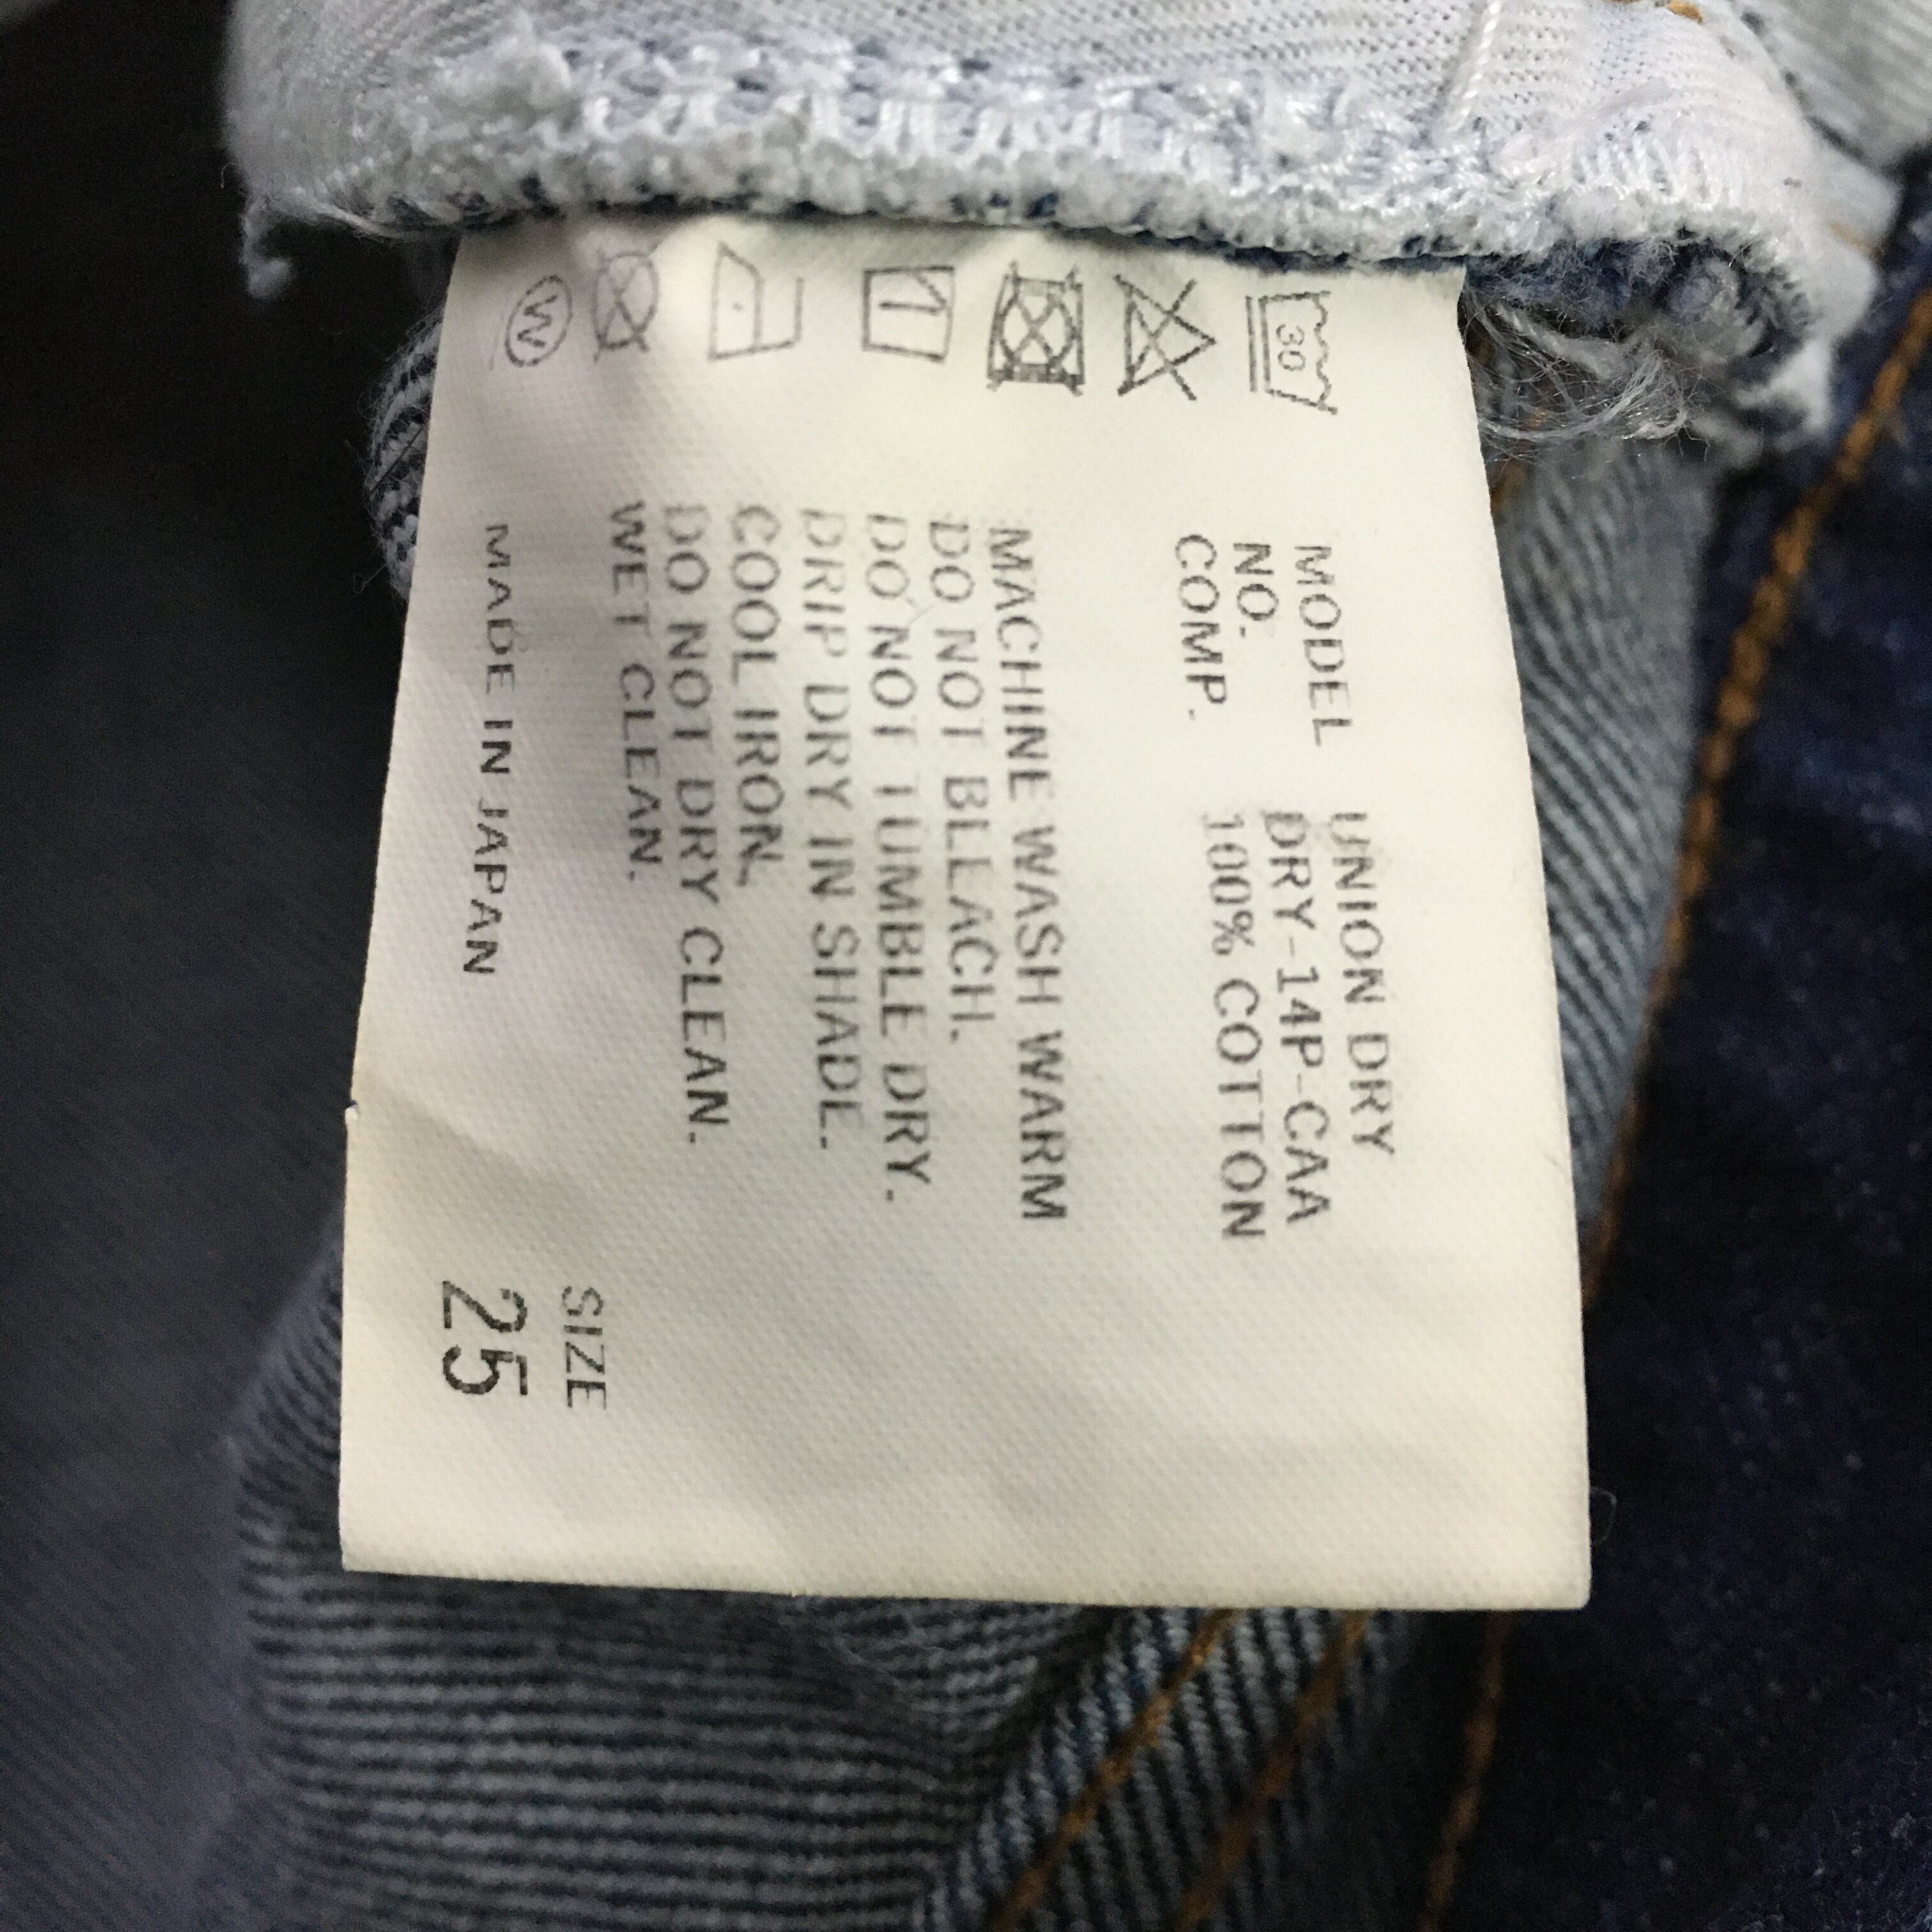 30
W
MODEL UNION DRY
NO. DRY-14P-CAA
COMP. 100% COTTON
MACHINE WASH WARM
DO NOT BLEACH.
DO NOT TUMBLE DRY.
DRIP DRY IN SHADE.
COOL IRON.
DO NOT DRY CLEAN.
WET CLEAN.
SIZE
MADE IN JAPAN 25